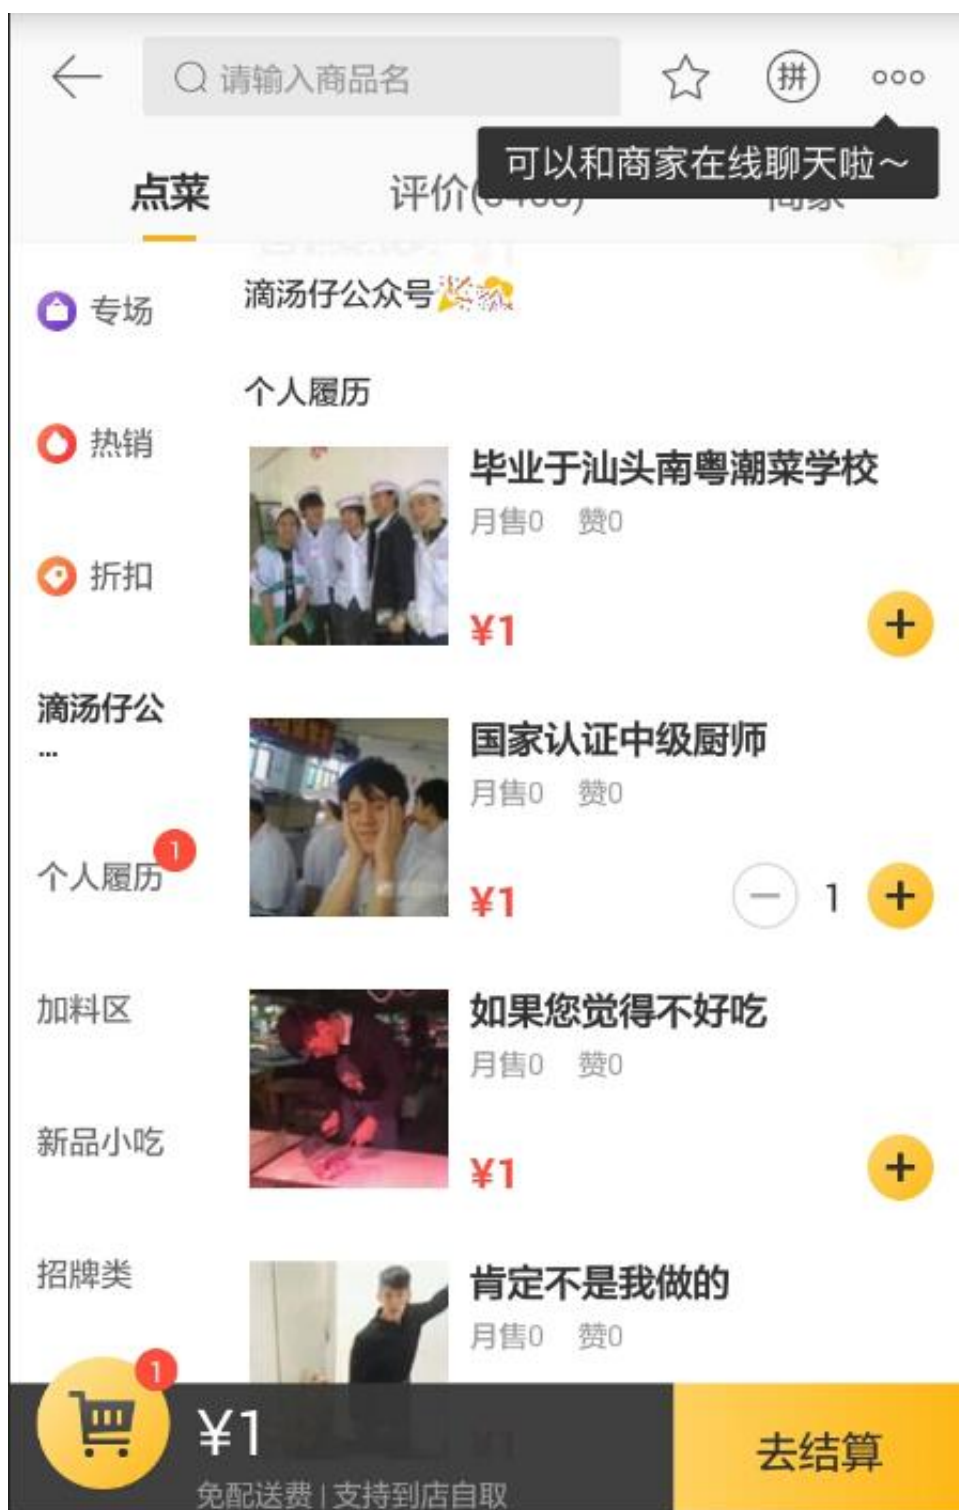 请输入商品名
拼
可以和商家在线聊天啦～
点菜
评价(
商家
专场
热销
折扣
滴汤仔公
...
个人履历
1
加料区
新品小吃
招牌类
滴汤仔公众号
个人履历
毕业于汕头南粤潮菜学校
月售0 赞0
¥1
国家认证中级厨师
月售0 赞0
¥1
1
如果您觉得不好吃
月售0 赞0
¥1
肯定不是我做的
月售0 赞0
1
¥1
免配送费 | 支持到店自取
去结算